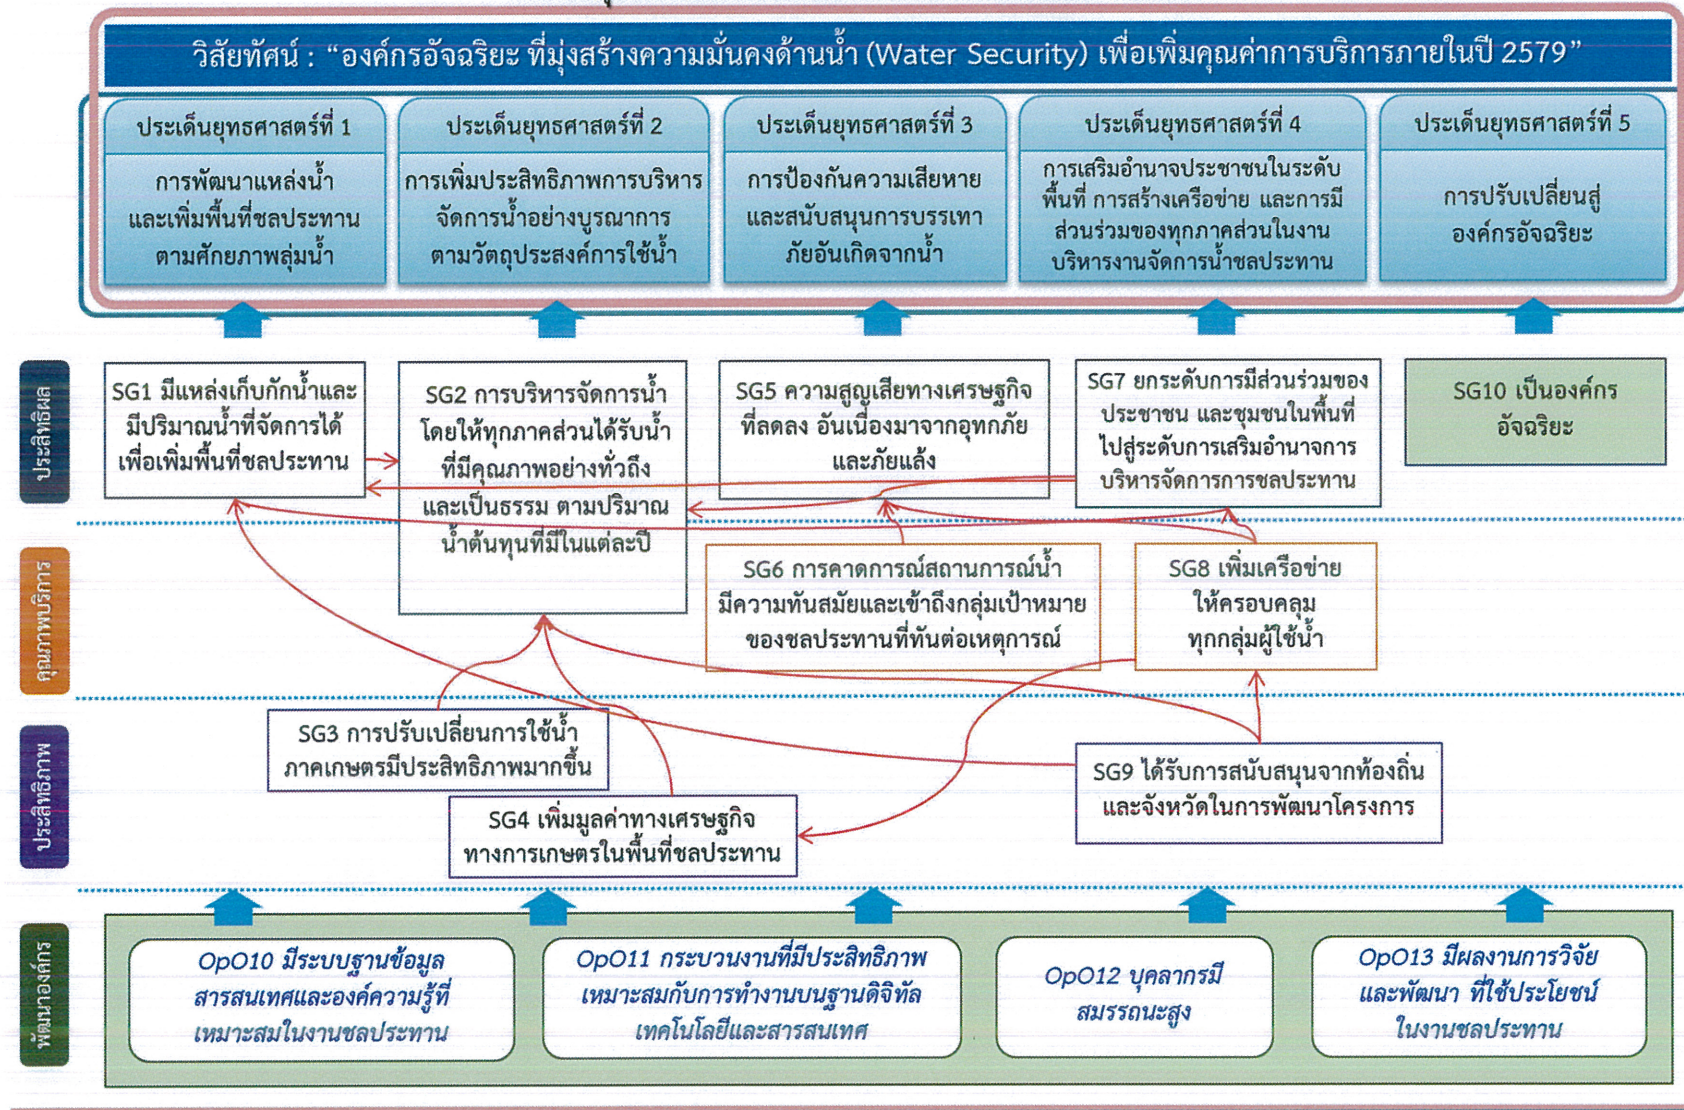 วิสัยทัศน์ : “องค์กรอัจฉริยะ ที่มุ่งสร้างความมั่นคงด้านน้ำ (Water Security) เพื่อเพิ่มคุณค่าการบริการภายในปี 2579”
ประเด็นยุทธศาสตร์ที่ 1
การพัฒนาแหล่งน้ำ
และเพิ่มพื้นที่ชลประทาน
ตามศักยภาพลุ่มน้ำ
ประเด็นยุทธศาสตร์ที่ 2
การเพิ่มประสิทธิภาพการบริหาร
จัดการน้ำอย่างบูรณาการ
ตามวัตถุประสงค์การใช้น้ำ
ประเด็นยุทธศาสตร์ที่ 3
การป้องกันความเสียหาย
และสนับสนุนการบรรเทา
ภัยอันเกิดจากน้ำ
ประเด็นยุทธศาสตร์ที่ 4
การเสริมอำนาจประชาชนในระดับ
พื้นที่ การสร้างเครือข่าย และการมี
ส่วนร่วมของทุกภาคส่วนในงาน
บริหารงานจัดการน้ำชลประทาน
ประเด็นยุทธศาสตร์ที่ 5
การปรับเปลี่ยนสู่
องค์กรอัจฉริยะ
ประสิทธิผล
SG1 มีแหล่งเก็บกักน้ำและ
มีปริมาณน้ำที่จัดการได้
เพื่อเพิ่มพื้นที่ชลประทาน
SG2 การบริหารจัดการน้ำ
โดยให้ทุกภาคส่วนได้รับน้ำ
ที่มีคุณภาพอย่างทั่วถึง
และเป็นธรรม ตามปริมาณ
น้ำต้นทุนที่มีในแต่ละปี
SG5 ความสูญเสียทางเศรษฐกิจ
ที่ลดลง อันเนื่องมาจากอุทกภัย
และภัยแล้ง
SG7 ยกระดับการมีส่วนร่วมของ
ประชาชน และชุมชนในพื้นที่
ไปสู่ระดับการเสริมอำนาจการ
บริหารจัดการการชลประทาน
SG10 เป็นองค์กร
อัจฉริยะ
คุณภาพบริการ
SG6 การคาดการณ์สถานการณ์น้ำ
มีความทันสมัยและเข้าถึงกลุ่มเป้าหมาย
ของชลประทานที่ทันต่อเหตุการณ์
SG8 เพิ่มเครือข่าย
ให้ครอบคลุม
ทุกกลุ่มผู้ใช้น้ำ
ประสิทธิภาพ
SG3 การปรับเปลี่ยนการใช้น้ำ
ภาคเกษตรมีประสิทธิภาพมากขึ้น
SG4 เพิ่มมูลค่าทางเศรษฐกิจ
ทางการเกษตรในพื้นที่ชลประทาน
SG9 ได้รับการสนับสนุนจากท้องถิ่น
และจังหวัดในการพัฒนาโครงการ
พัฒนาองค์กร
OpO10 มีระบบฐานข้อมูล
สารสนเทศและองค์ความรู้ที่
เหมาะสมในงานชลประทาน
OpO11 กระบวนงานที่มีประสิทธิภาพ
เหมาะสมกับการทำงานบนฐานดิจิทัล
เทคโนโลยีและสารสนเทศ
OpO12 บุคลากรมี
สมรรถนะสูง
OpO13 มีผลงานการวิจัย
และพัฒนา ที่ใช้ประโยชน์
ในงานชลประทาน